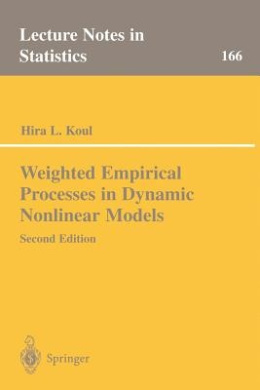 Lecture Notes in
Statistics
166
Hira L. Koul
Weighted Empirical
Processes in Dynamic
Nonlinear Models
Second Edition
Springer